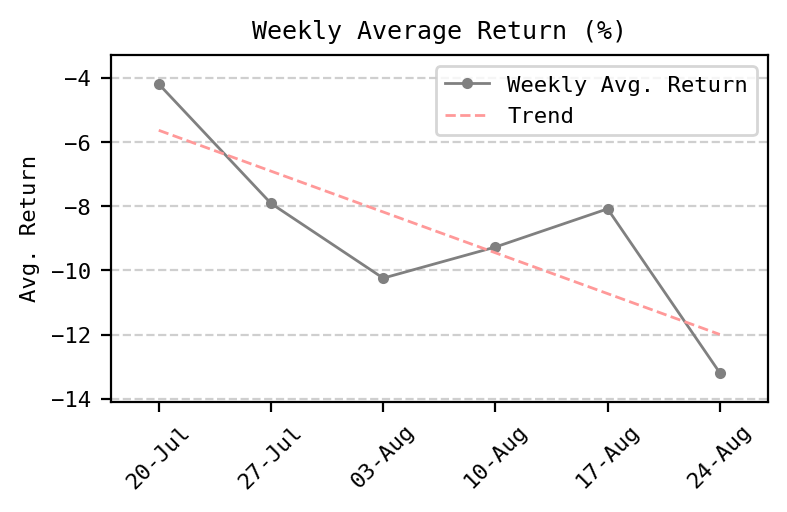 Weekly Average Return (%)
Weekly Avg. Return
Trend
Avg. Return
−4
−6
−8
−10
−12
−14
20-Jul
27-Jul
03-Aug
10-Aug
17-Aug
24-Aug